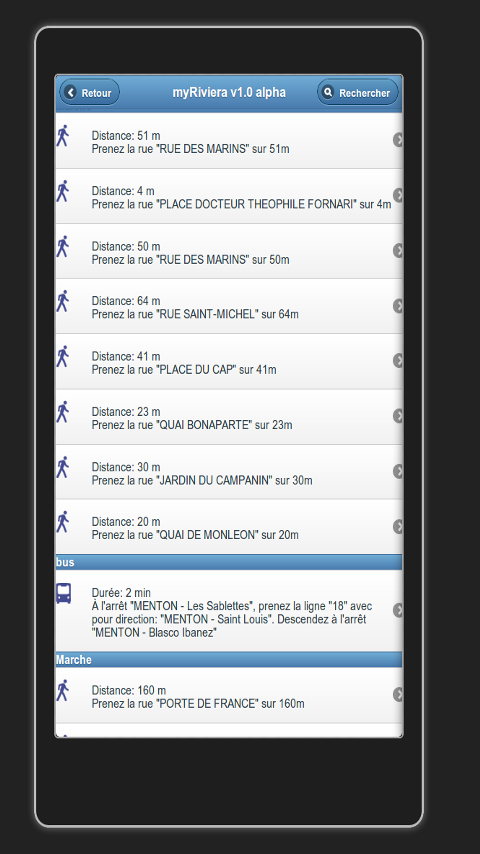 Retour
myRiviera v1.0 alpha
Rechercher
Distance: 51 m
Prenez la rue "RUE DES MARINS" sur 51m
Distance: 4 m
Prenez la rue "PLACE DOCTEUR THEOPHILE FORNARI" sur 4m
Distance: 50 m
Prenez la rue "RUE DES MARINS" sur 50m
Distance: 64 m
Prenez la rue "RUE SAINT-MICHEL" sur 64m
Distance: 41 m
Prenez la rue "PLACE DU CAP" sur 41m
Distance: 23 m
Prenez la rue "QUAI BONAPARTE" sur 23m
Distance: 30 m
Prenez la rue "JARDIN DU CAMPANIN" sur 30m
Distance: 20 m
Prenez la rue "QUAI DE MONLEON" sur 20m
bus
Durée: 2 min
À l'arrêt "MENTON - Les Sablettes", prenez la ligne "18" avec
pour direction: "MENTON - Saint Louis". Descendez à l'arrêt
"MENTON - Blasco Ibanez"
Marche
Distance: 160 m
Prenez la rue "PORTE DE FRANCE" sur 160m